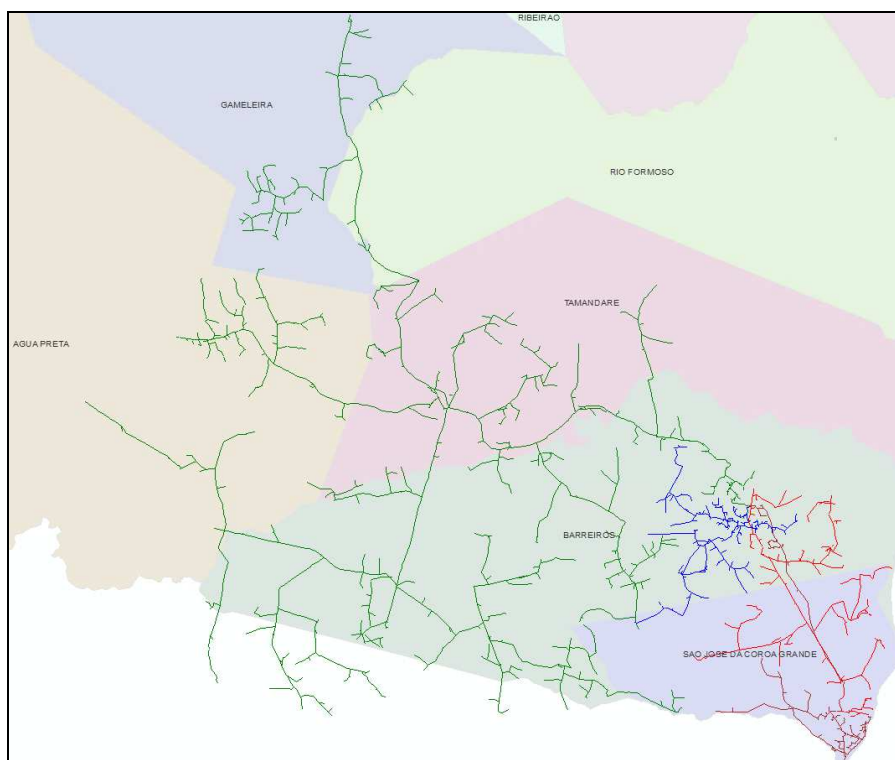 RIBEIRAO
GAMELEIRA
RIO FORMOSO
TAMANDARE
AGUA PRETA
BARREIROS
SAO JOSE DA COROA GRANDE